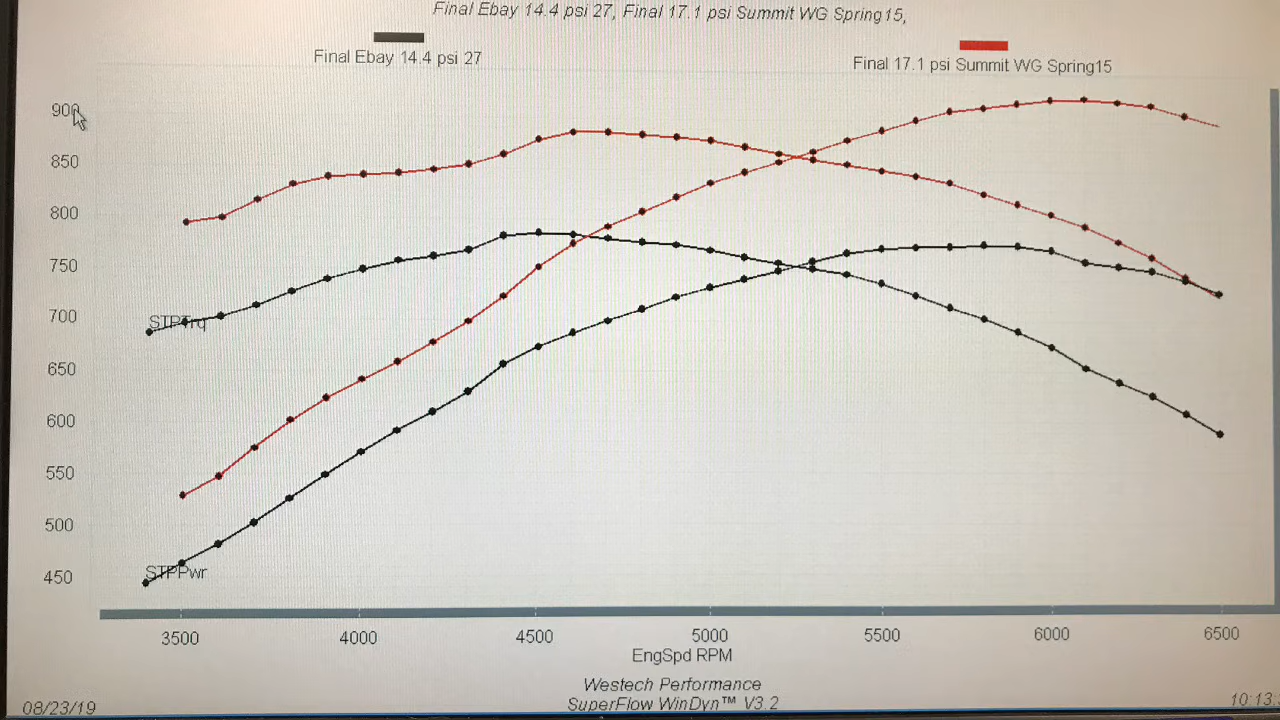 Final Ebay 14.4 psi 27, Final 17.1 psi Summit WG Spring15,
Final Ebay 14.4 psi 27
Final 17.1 psi Summit WG Spring15
900
850
800
750
700
650
600
550
500
450
STPTrq
STPPwr
3500 4000 4500 5000 5500 6000 6500
EngSpd RPM
Westech Performance
SuperFlow WinDyn™ V3.2
08/23/19
10:13: